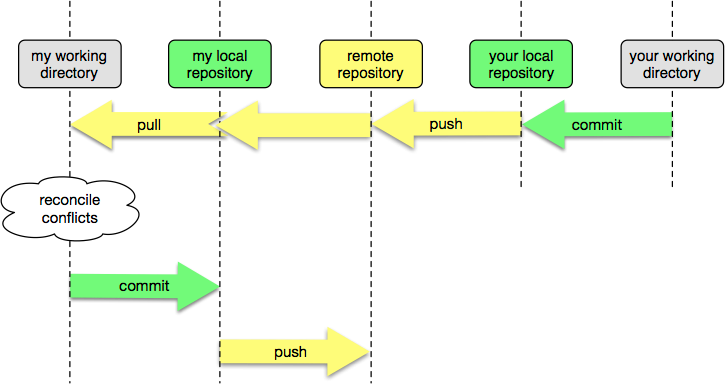 my working
directory
my local
repository
remote
repository
your local
repository
your working
directory
pull
push
commit
reconcile
conflicts
commit
push